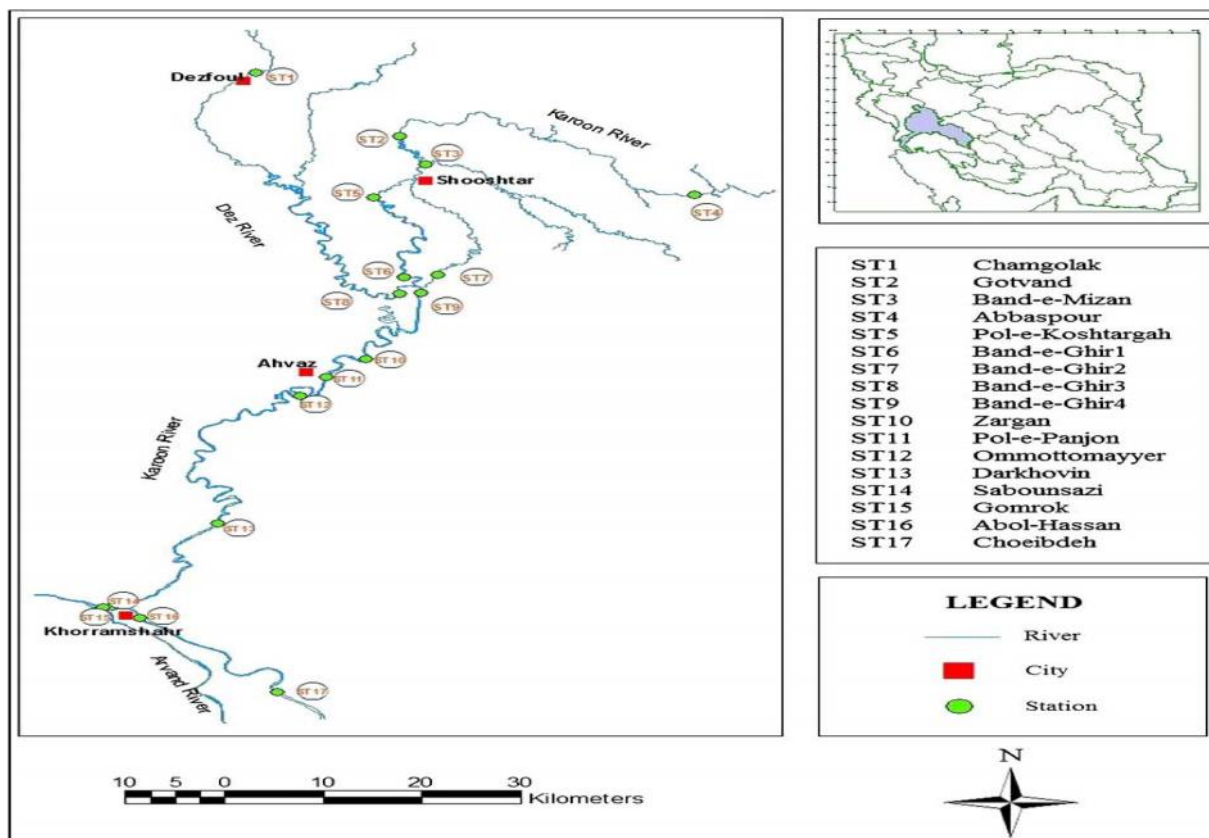 Dezfoul
ST1
Karoon River
ST2
ST3
Shooshtar
ST5
ST4
Dez River
ST6
ST7
ST8
ST9
Ahvaz
ST10
ST11
ST12
Karoon River
ST13
ST14
ST15
ST16
Khorramshahr
Arvand River
ST17
ST1 Chamgolak
ST2 Gotvand
ST3 Band-e-Mizan
ST4 Abbaspour
ST5 Pol-e-Koshtargah
ST6 Band-e-Ghir1
ST7 Band-e-Ghir2
ST8 Band-e-Ghir3
ST9 Band-e-Ghir4
ST10 Zargan
ST11 Pol-e-Panjon
ST12 Ommottomayyer
ST13 Darkhovin
ST14 Sabounsazi
ST15 Gomrok
ST16 Abol-Hassan
ST17 Choeibdeh
LEGEND
River
City
Station
10 5 0 10 20 30
Kilometers
N